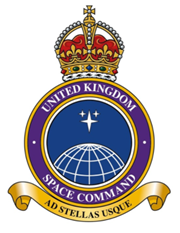 UNITED KINGDOM
SPACE COMMAND
AD STELLAS USQUE